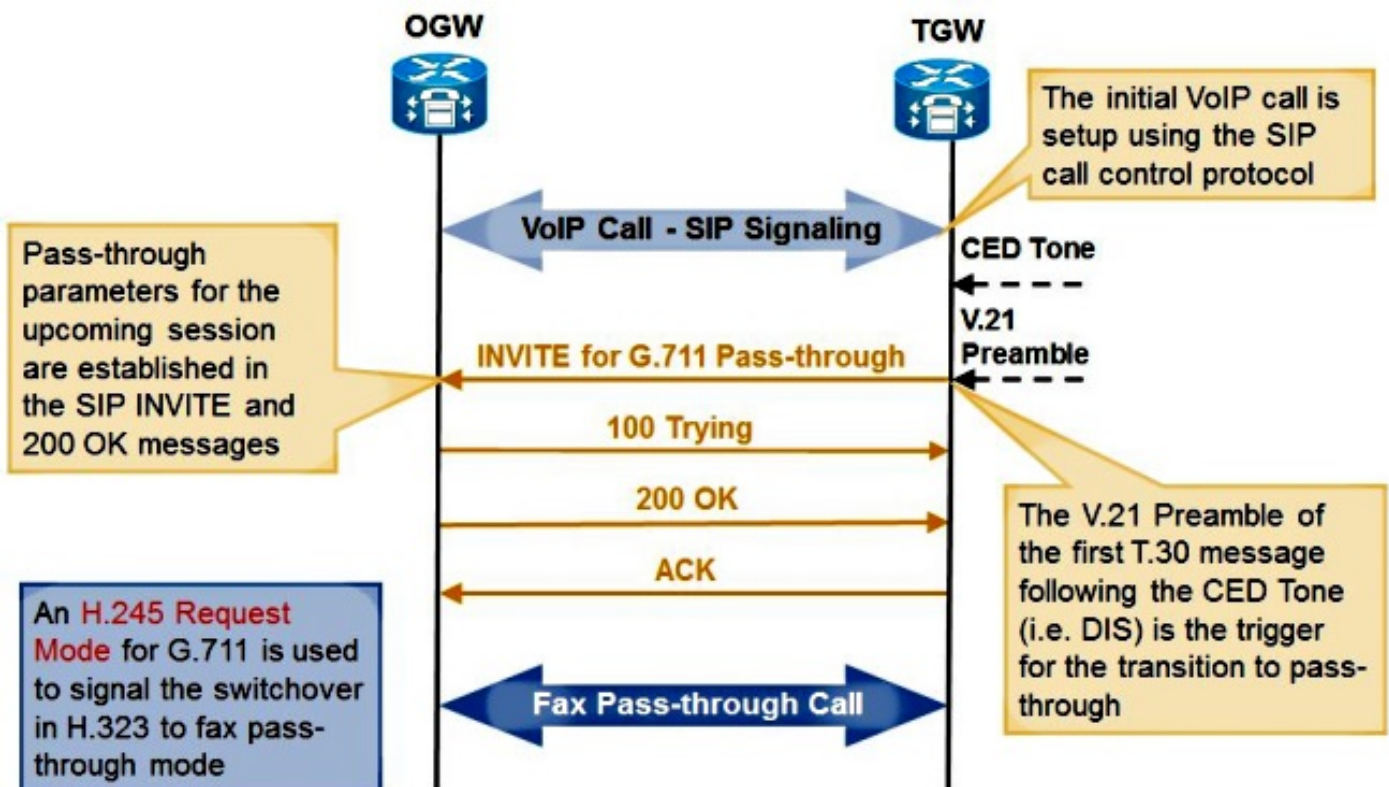 OGW
TGW
The initial VoIP call is
setup using the SIP
call control protocol
VoIP Call - SIP Signaling
CED Tone
Pass-through
parameters for the
upcoming session
are established in
the SIP INVITE and
200 OK messages
V.21
Preamble
INVITE for G.711 Pass-through
100 Trying
200 OK
ACK
The V.21 Preamble of
the first T.30 message
following the CED Tone
(i.e. DIS) is the trigger
for the transition to pass-
through
An H.245 Request
Mode for G.711 is used
to signal the switchover
in H.323 to fax pass-
through mode
Fax Pass-through Call